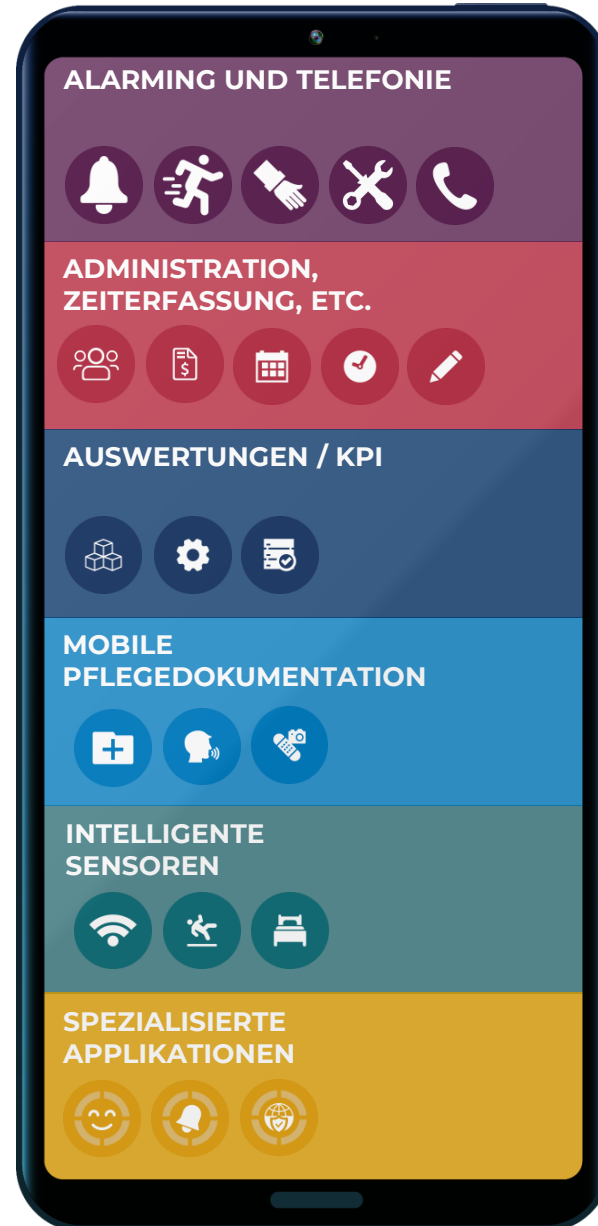 ALARMING UND TELEFONIE
ADMINISTRATION,
ZEITERFASSUNG, ETC.
$
AUSWERTUNGEN / KPI
MOBILE
PFLEGEDOKUMENTATION
INTELLIGENTE
SENSOREN
SPEZIALISIERTE
APPLIKATIONEN